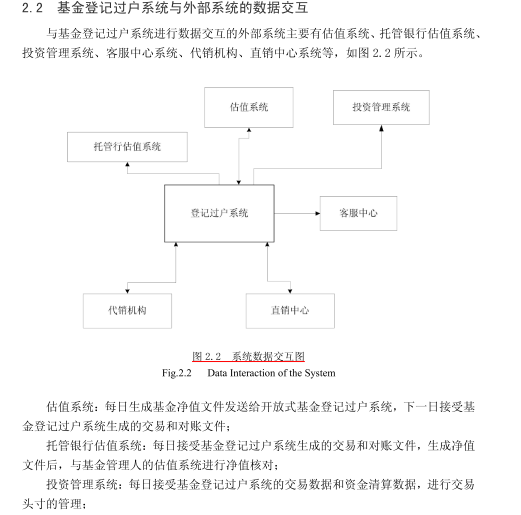 2.2 基金登记过户系统与外部系统的数据交互
与基金登记过户系统进行数据交互的外部系统主要有估值系统、托管银行估值系统、
投资管理系统、客服中心系统、代销机构、直销中心系统等，如图 2.2 所示。
估值系统
投资管理系统
托管行估值系统
登记过户系统
客服中心
代销机构
直销中心
图 2.2 系统数据交互图
Fig.2.2 Data Interaction of the System
估值系统：每日生成基金净值文件发送给开放式基金登记过户系统，下一日接受基
金登记过户系统生成的交易和对账文件；
托管银行估值系统：每日接受基金登记过户系统生成的交易和对账文件，生成净值
文件后，与基金管理人的估值系统进行净值核对；
投资管理系统：每日接受基金登记过户系统的交易数据和资金清算数据，进行交易
头寸的管理；